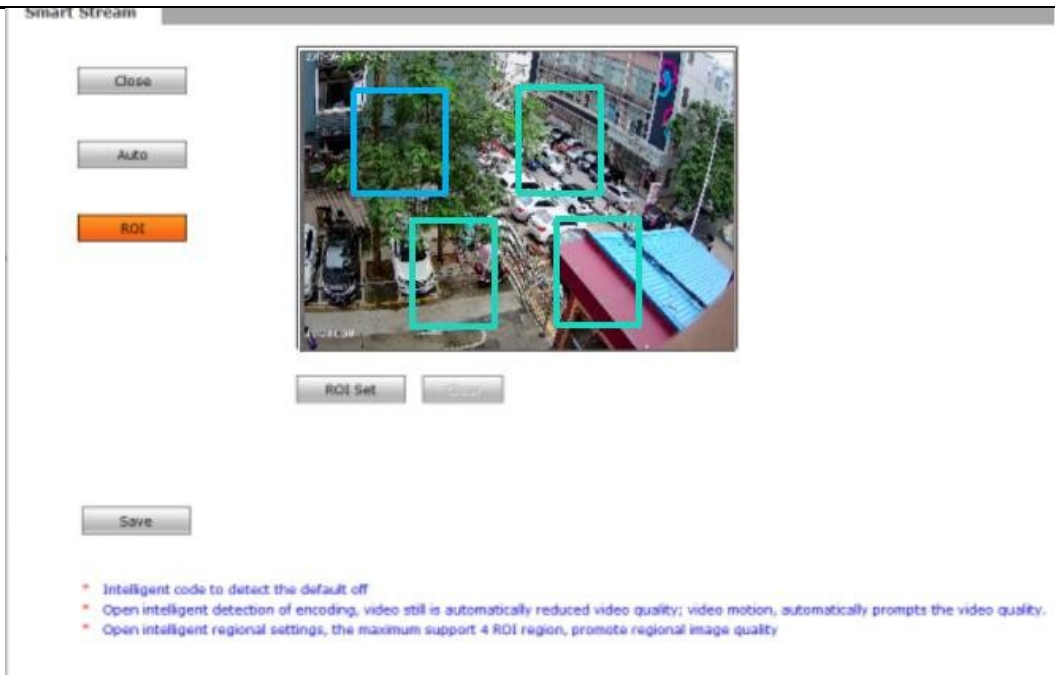 Smart Stream
Close
Auto
ROI
ROI Set
Save
* Intelligent code to detect the default off
* Open intelligent detection of encoding, video still is automatically reduced video quality; video motion, automatically prompts the video quality.
* Open intelligent regional settings, the maximum support 4 ROI region, promote regional image quality